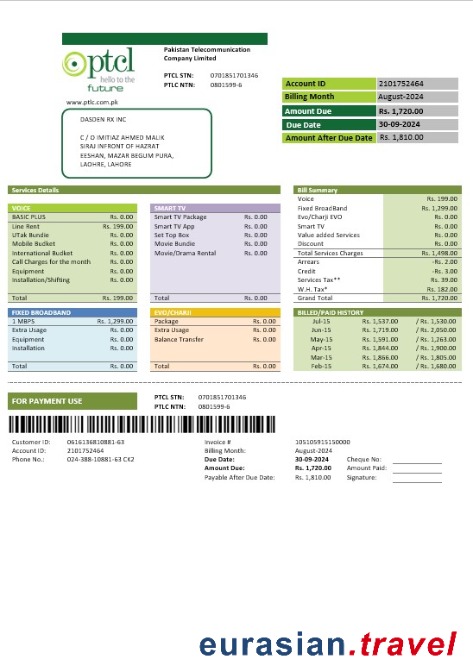 ptcl
hello to the
future
www.ptlc.com.pk
Pakistan Telecommunication
Company Limited
PTCL STN: 0701851701346
PTLC NTN: 0801599-6
Account ID 2101752464
Billing Month August-2024
Amount Due Rs. 1,720.00
Due Date 30-09-2024
Amount After Due Date Rs. 1,810.00
DASDEN RX INC
C / O IMITIAZ AHMED MALIK
SIRAJ INFRONT OF HAZRAT
EESHAN, MAZAR BEGUM PURA,
LAOHRE, LAHORE
Services Details
VOICE
BASIC PLUS Rs. 0.00
Line Rent Rs. 199.00
UTak Bundle Rs. 0.00
Mobile Budket Rs. 0.00
International Budket Rs. 0.00
Call Charges for the month Rs. 0.00
Equipment Rs. 0.00
Installation/Shifting Rs. 0.00
Total Rs. 199.00
SMART TV
Smart TV Package Rs. 0.00
Smart TV App Rs. 0.00
Set Top Box Rs. 0.00
Movie Bundle Rs. 0.00
Movie/Drama Rental Rs. 0.00
Total Rs. 0.00
Bill Summary
Voice Rs. 199.00
Fixed BroadBand Rs. 1,299.00
Evo/Charji EVO Rs. 0.00
Smart TV Rs. 0.00
Value added Services Rs. 0.00
Discount Rs. 0.00
Total Services Charges Rs. 1,498.00
Arrears -Rs. 2.00
Credit -Rs. 3.00
Services Tax** Rs. 39.00
W.H. Tax* Rs. 182.00
Grand Total Rs. 1,720.00
FIXED BROADBAND
1 MBPS Rs. 1,299.00
Extra Usage Rs. 0.00
Equipment Rs. 0.00
Installation Rs. 0.00
Total Rs. 0.00
EVO/CHARJI
Package Rs. 0.00
Extra Usage Rs. 0.00
Balance Transfer Rs. 0.00
Total Rs. 0.00
BILLED/PAID HISTORY
Jul-15 Rs. 1,537.00 / Rs. 1,530.00
Jun-15 Rs. 1,719.00 / Rs. 2,050.00
May-15 Rs. 1,591.00 / Rs. 1,263.00
Apr-15 Rs. 1,844.00 / Rs. 1,900.00
Mar-15 Rs. 1,866.00 / Rs. 1,805.00
Feb-15 Rs. 1,674.00 / Rs. 1,680.00
FOR PAYMENT USE
PTCL STN: 0701851701346
PTLC NTN: 0801599-6
Customer ID: 0616136810881-63
Account ID: 2101752464
Phone No.: 024-388-10881-63 CK2
Invoice # 105105915150000
Billing Month: August-2024
Due Date: 30-09-2024 Cheque No:
Amount Due: Rs. 1,720.00 Amount Paid:
Payable After Due Date: Rs. 1,810.00 Signature:
eurasian.travel